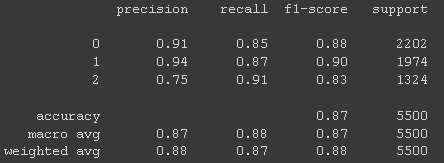 precision recall f1-score support
0 0.91 0.85 0.88 2202
1 0.94 0.87 0.90 1974
2 0.75 0.91 0.83 1324
accuracy 0.87 5500
macro avg 0.87 0.88 0.87 5500
weighted avg 0.88 0.87 0.88 5500